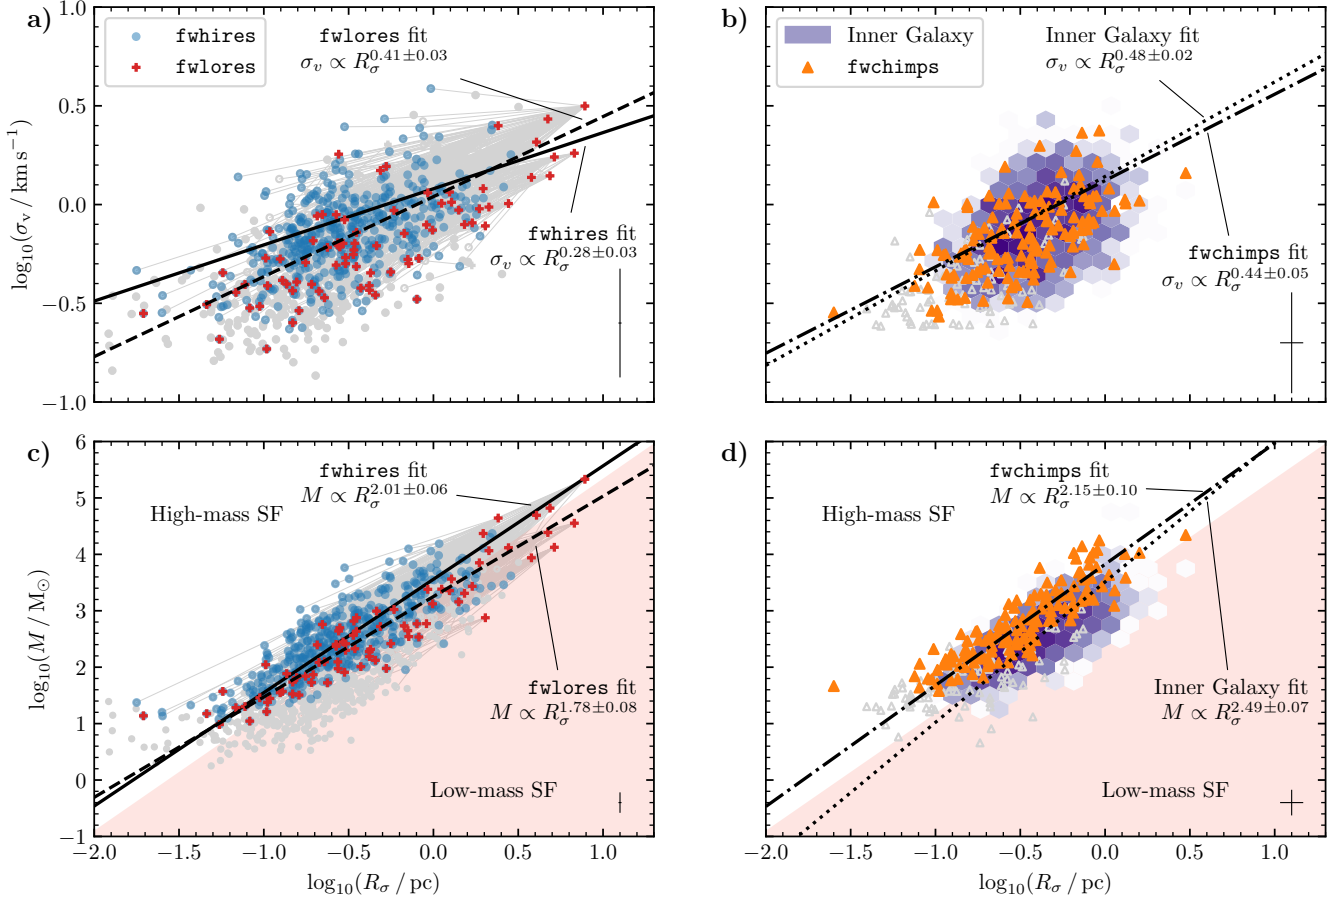 a)
1.0
0.5
0.0
−0.5
−1.0
log₁₀(σᵥ / km s⁻¹)
fwhires
fwlores
fwlores fit
σ_v ∝ R_σ^0.41±0.03
fwhires fit
σ_v ∝ R_σ^0.28±0.03
b)
Inner Galaxy
fwchimps
Inner Galaxy fit
σ_v ∝ R_σ^0.48±0.02
fwchimps fit
σ_v ∝ R_σ^0.44±0.05
c)
6
5
4
3
2
1
0
−1
log₁₀(M / M⊙)
fwhires fit
M ∝ R_σ^2.01±0.06
High-mass SF
fwlores fit
M ∝ R_σ^1.78±0.08
Low-mass SF
−2.0 −1.5 −1.0 −0.5 0.0 0.5 1.0
log₁₀(R_σ / pc)
d)
fwchimps fit
M ∝ R_σ^2.15±0.10
High-mass SF
Inner Galaxy fit
M ∝ R_σ^2.49±0.07
Low-mass SF
−2.0 −1.5 −1.0 −0.5 0.0 0.5 1.0
log₁₀(R_σ / pc)